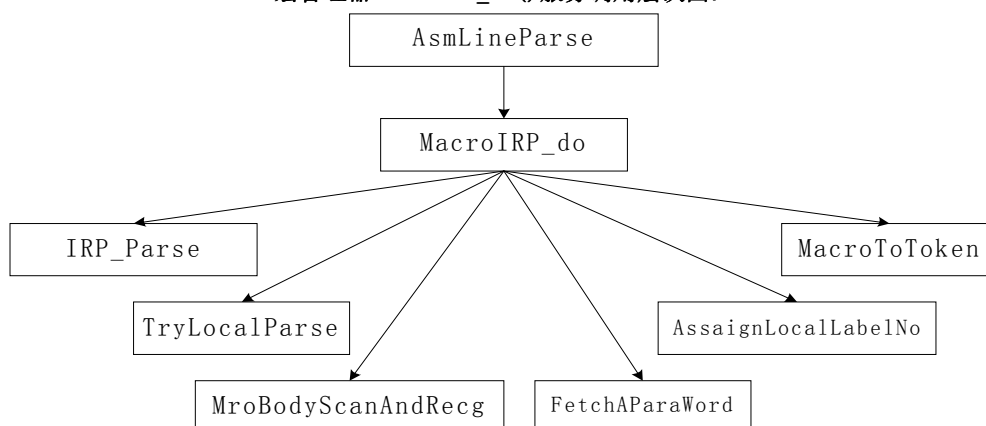 AsmLineParse
MacroIRP_do
IRP_Parse
MacroToToken
TryLocalParse
AssaignLocalLabelNo
MroBodyScanAndRecg
FetchAParaWord